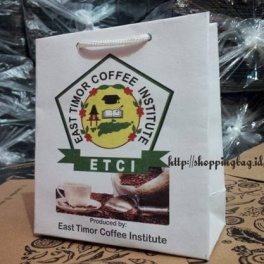 EAST TIMOR COFFEE INSTITUTE
ETCI
http://shoppingbag.id
Produced by:
East Timor Coffee Institute